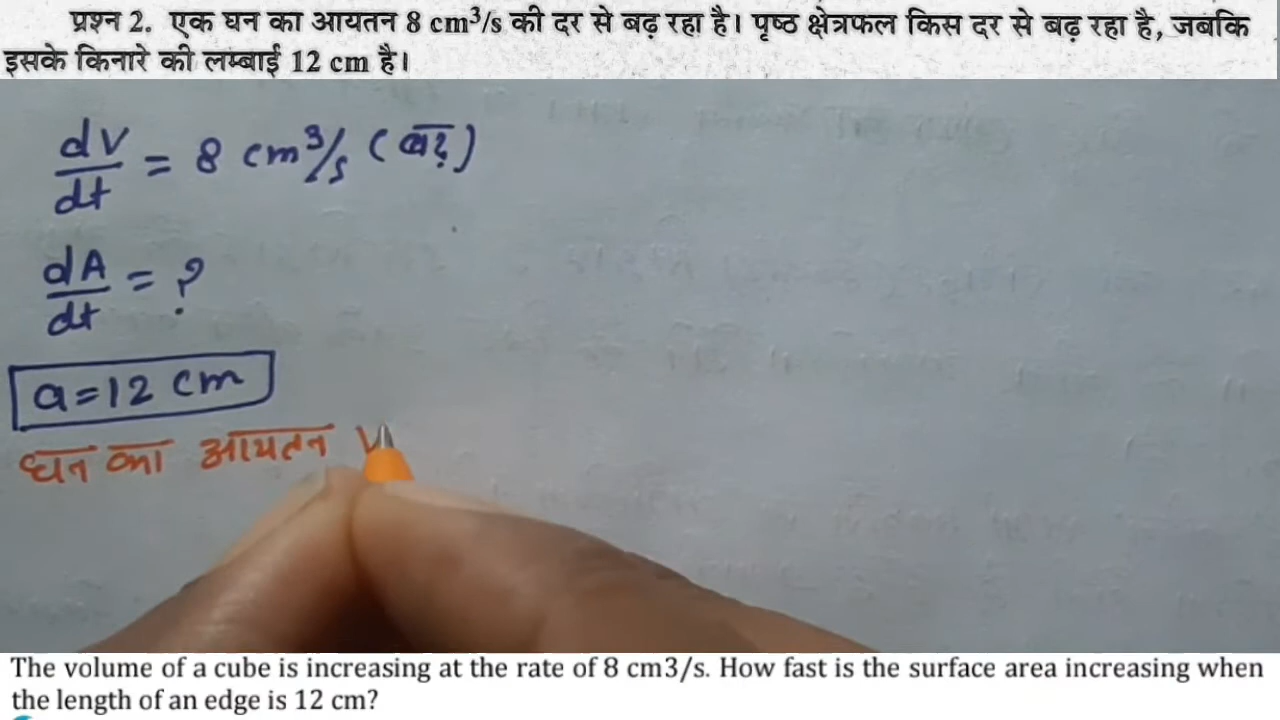 प्रश्न 2. एक घन का आयतन 8 cm³/s की दर से बढ़ रहा है। पृष्ठ क्षेत्रफल किस दर से बढ़ रहा है, जबकि
इसके किनारे की लम्बाई 12 cm है।
dV/dt = 8 cm³/s (बढ़)
dA/dt = ?
a=12 cm
घन का आयतन V
The volume of a cube is increasing at the rate of 8 cm3/s. How fast is the surface area increasing when
the length of an edge is 12 cm?